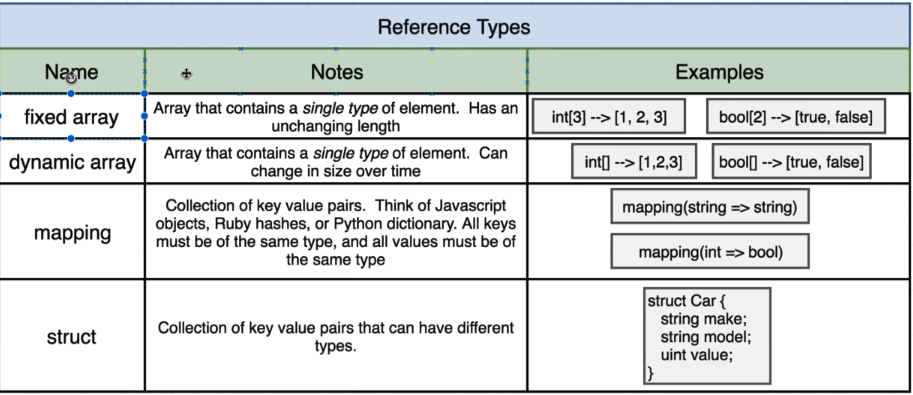 Reference Types
Name
Notes
Examples
fixed array
Array that contains a single type of element.  Has an
unchanging length
int[3] --> [1, 2, 3]
bool[2] --> [true, false]
dynamic array
Array that contains a single type of element.  Can
change in size over time
int[] --> [1,2,3]
bool[] --> [true, false]
mapping
Collection of key value pairs.  Think of Javascript
objects, Ruby hashes, or Python dictionary. All keys
must be of the same type, and all values must be of
the same type
mapping(string => string)
mapping(int => bool)
struct
Collection of key value pairs that can have different
types.
struct Car {
string make;
string model;
uint value;
}